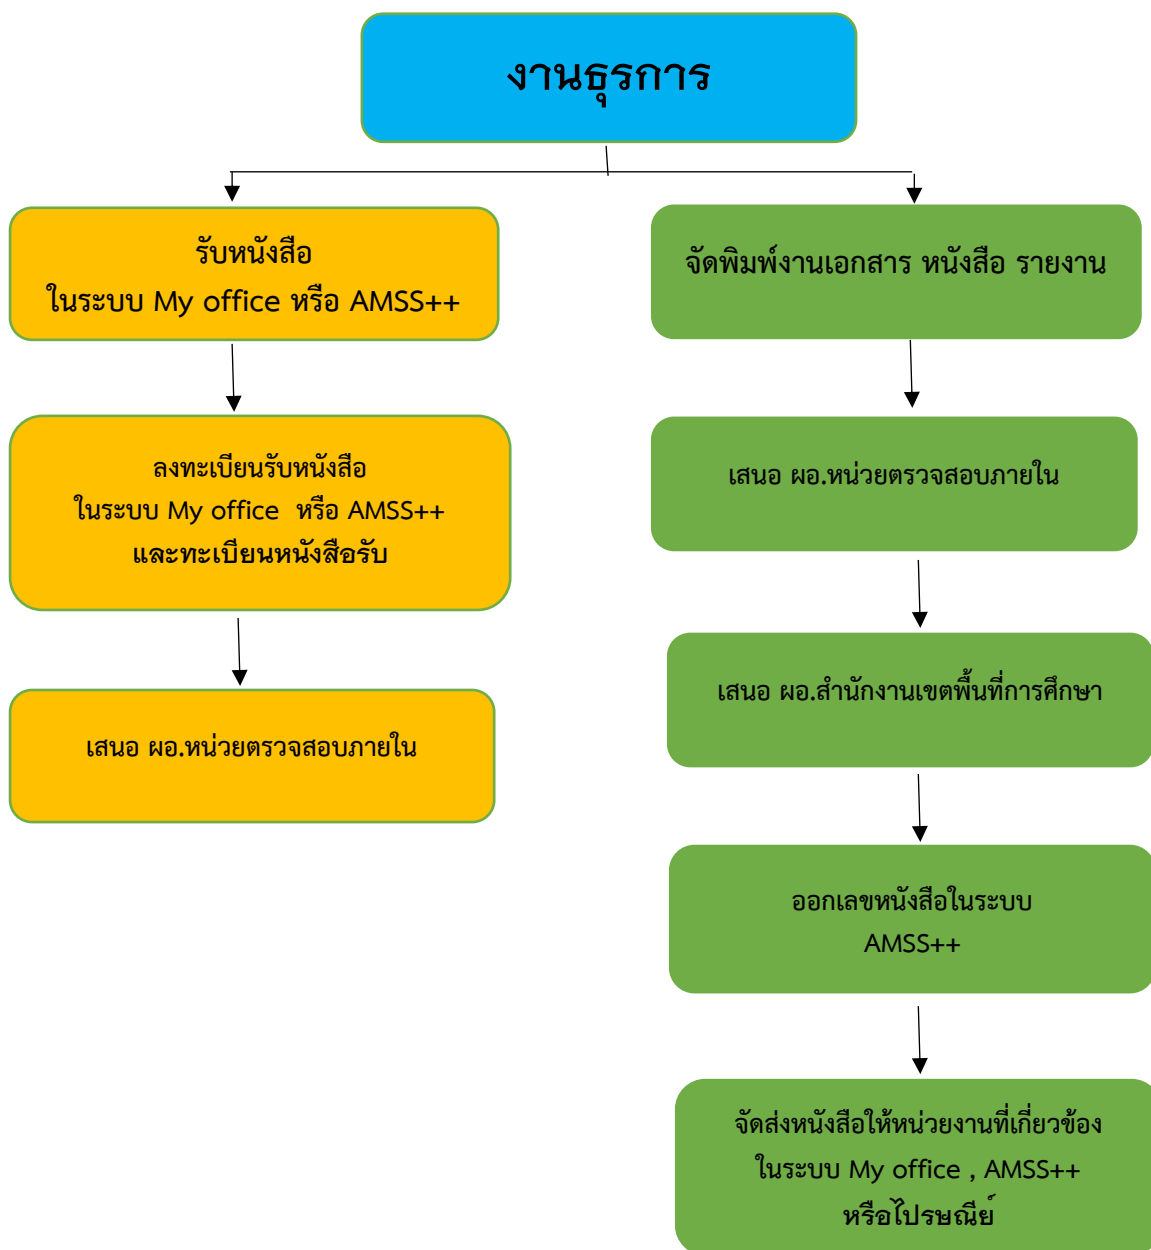 งานธุรการ
รับหนังสือ
ในระบบ My office หรือ AMSS++
ลงทะเบียนรับหนังสือ
ในระบบ My office หรือ AMSS++
และทะเบียนหนังสือรับ
เสนอ ผอ.หน่วยตรวจสอบภายใน
จัดพิมพ์งานเอกสาร หนังสือ รายงาน
เสนอ ผอ.หน่วยตรวจสอบภายใน
เสนอ ผอ.สำนักงานเขตพื้นที่การศึกษา
ออกเลขหนังสือในระบบ
AMSS++
จัดส่งหนังสือให้หน่วยงานที่เกี่ยวข้อง
ในระบบ My office , AMSS++
หรือไปรษณีย์